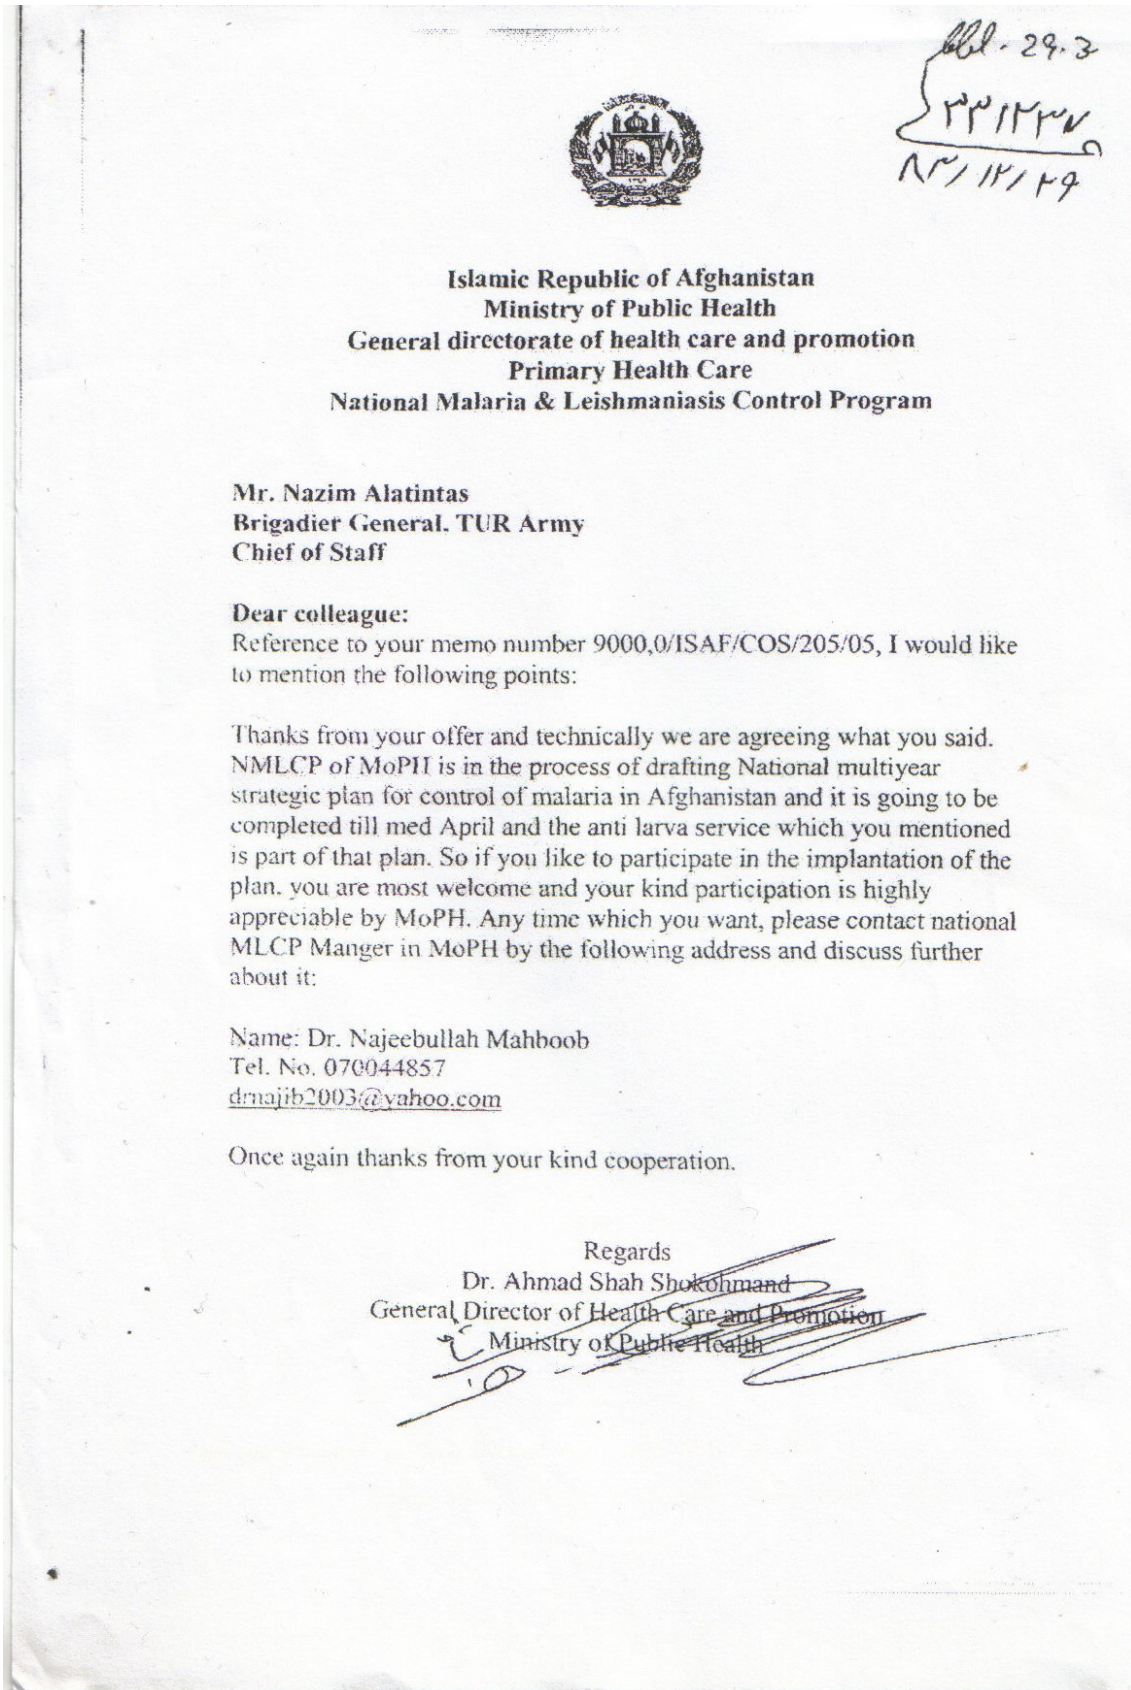 29.3
Islamic Republic of Afghanistan
Ministry of Public Health
General directorate of health care and promotion
Primary Health Care
National Malaria & Leishmaniasis Control Program
Mr. Nazim Alatintas
Brigadier General. TUR Army
Chief of Staff
Dear colleague:
Reference to your memo number 9000,0/ISAF/COS/205/05, I would like
to mention the following points:
Thanks from your offer and technically we are agreeing what you said.
NMLCP of MoPH is in the process of drafting National multiyear
strategic plan for control of malaria in Afghanistan and it is going to be
completed till med April and the anti larva service which you mentioned
is part of that plan. So if you like to participate in the implantation of the
plan. you are most welcome and your kind participation is highly
appreciable by MoPH. Any time which you want, please contact national
MLCP Manger in MoPH by the following address and discuss further
about it:
Name: Dr. Najeebullah Mahboob
Tel. No. 070044857
drnajib2003@yahoo.com
Once again thanks from your kind cooperation.
Regards
Dr. Ahmad Shah Shokohmand
General Director of Health Care and Promotion
Ministry of Public Health